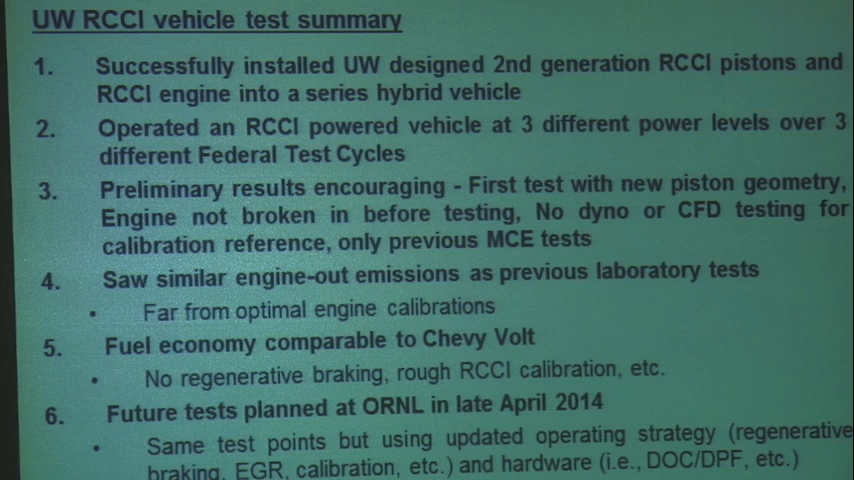 UW RCCI vehicle test summary
1. Successfully installed UW designed 2nd generation RCCI pistons and
RCCI engine into a series hybrid vehicle
2. Operated an RCCI powered vehicle at 3 different power levels over 3
different Federal Test Cycles
3. Preliminary results encouraging - First test with new piston geometry,
Engine not broken in before testing, No dyno or CFD testing for
calibration reference, only previous MCE tests
4. Saw similar engine-out emissions as previous laboratory tests
• Far from optimal engine calibrations
5. Fuel economy comparable to Chevy Volt
• No regenerative braking, rough RCCI calibration, etc.
6. Future tests planned at ORNL in late April 2014
• Same test points but using updated operating strategy (regenerative
braking, EGR, calibration, etc.) and hardware (i.e., DOC/DPF, etc.)